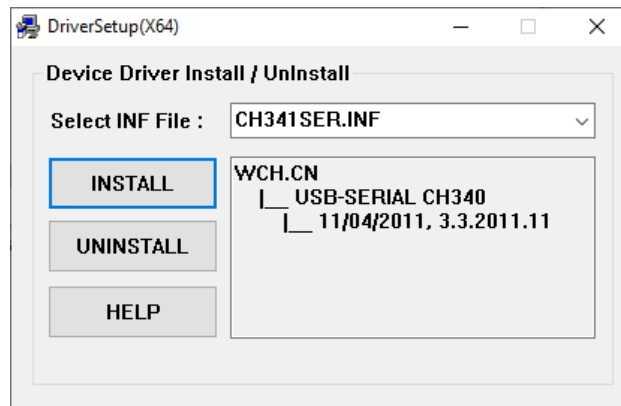 DriverSetup(X64)
Device Driver Install / UnInstall
Select INF File :
CH341SER.INF
INSTALL
UNINSTALL
HELP
WCH.CN
|__ USB-SERIAL CH340
|__ 11/04/2011, 3.3.2011.11